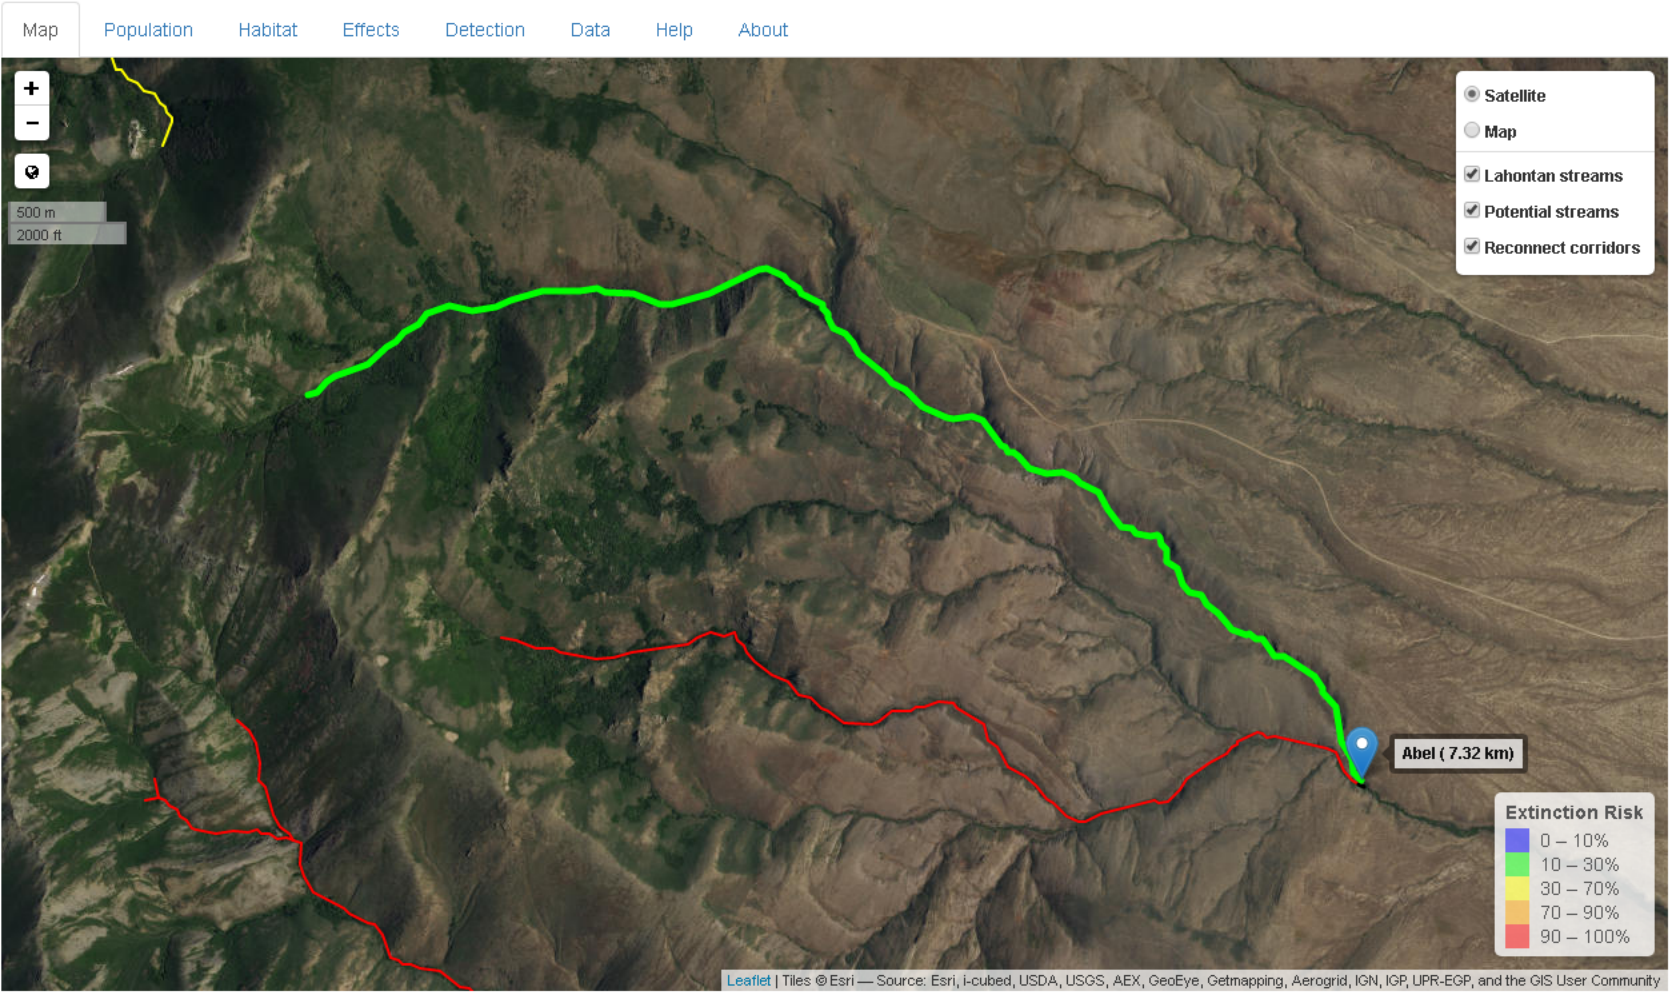 Map Population Habitat Effects Detection Data Help About
+
−
500 m
2000 ft
Satellite
Map
Lahontan streams
Potential streams
Reconnect corridors
Abel ( 7.32 km)
Extinction Risk
0 – 10%
10 – 30%
30 – 70%
70 – 90%
90 – 100%
Leaflet | Tiles © Esri — Source: Esri, i-cubed, USDA, USGS, AEX, GeoEye, Getmapping, Aerogrid, IGN, IGP, UPR-EGP, and the GIS User Community